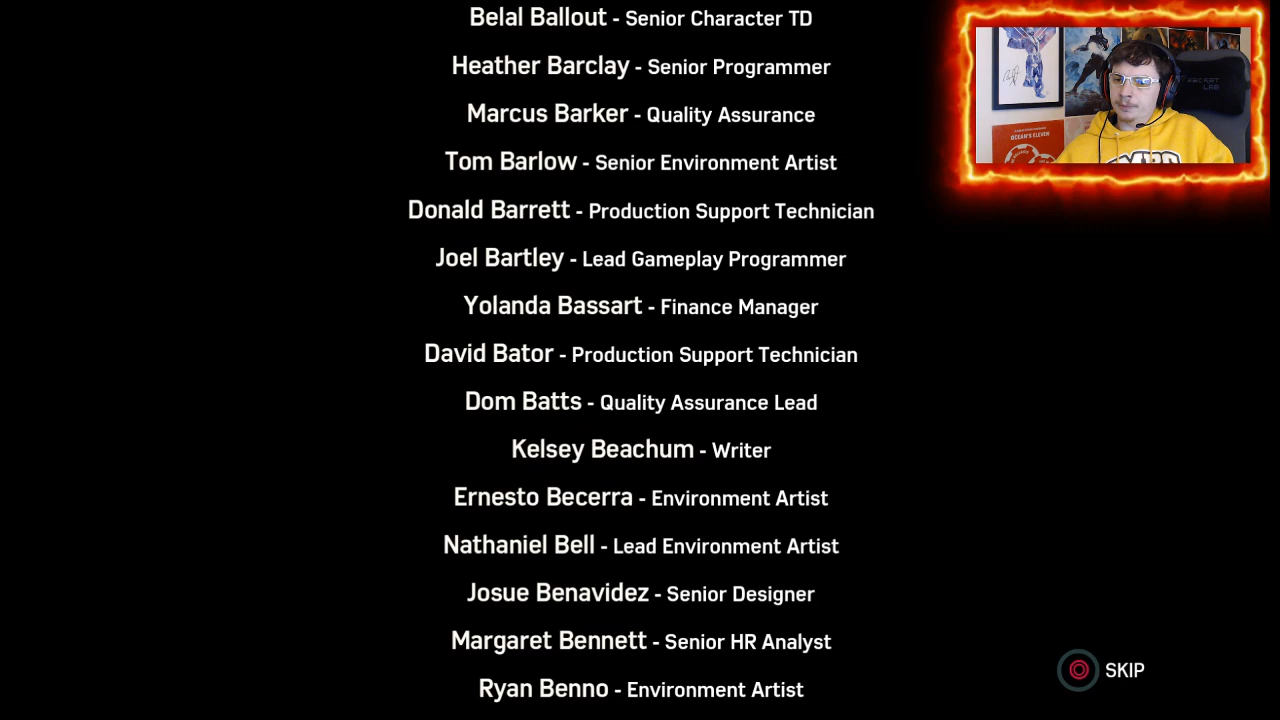 Belal Ballout - Senior Character TD
Heather Barclay - Senior Programmer
Marcus Barker - Quality Assurance
Tom Barlow - Senior Environment Artist
Donald Barrett - Production Support Technician
Joel Bartley - Lead Gameplay Programmer
Yolanda Bassart - Finance Manager
David Bator - Production Support Technician
Dom Batts - Quality Assurance Lead
Kelsey Beachum - Writer
Ernesto Becerra - Environment Artist
Nathaniel Bell - Lead Environment Artist
Josue Benavidez - Senior Designer
Margaret Bennett - Senior HR Analyst
Ryan Benno - Environment Artist
SKIP
OCEAN'S ELEVEN